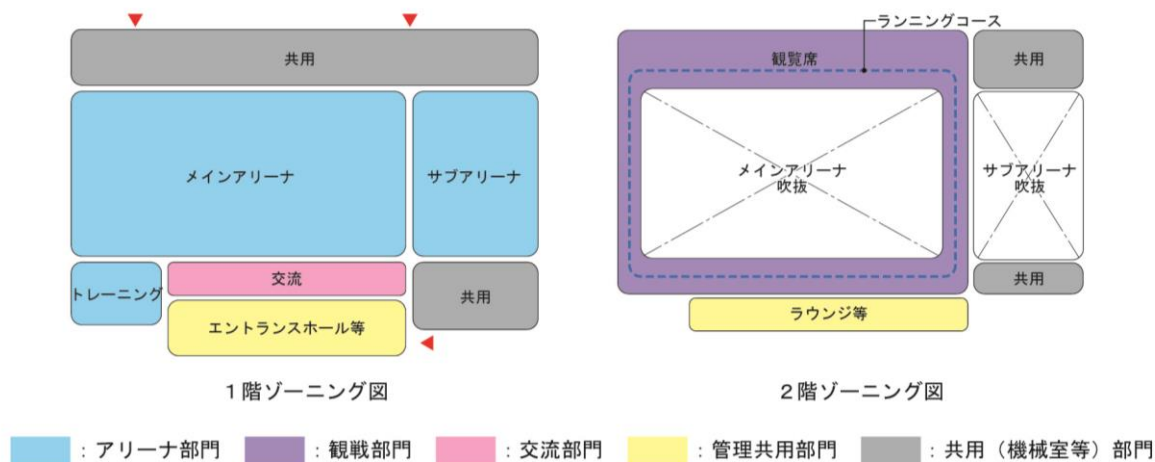 ランニングコース
共用
観覧席
共用
メインアリーナ
サブアリーナ
メインアリーナ
吹抜
サブアリーナ
吹抜
トレーニング
交流
共用
エントランスホール等
共用
ラウンジ等
1階ゾーニング図
2階ゾーニング図
：アリーナ部門 ：観戦部門 ：交流部門 ：管理共用部門 ：共用（機械室等）部門